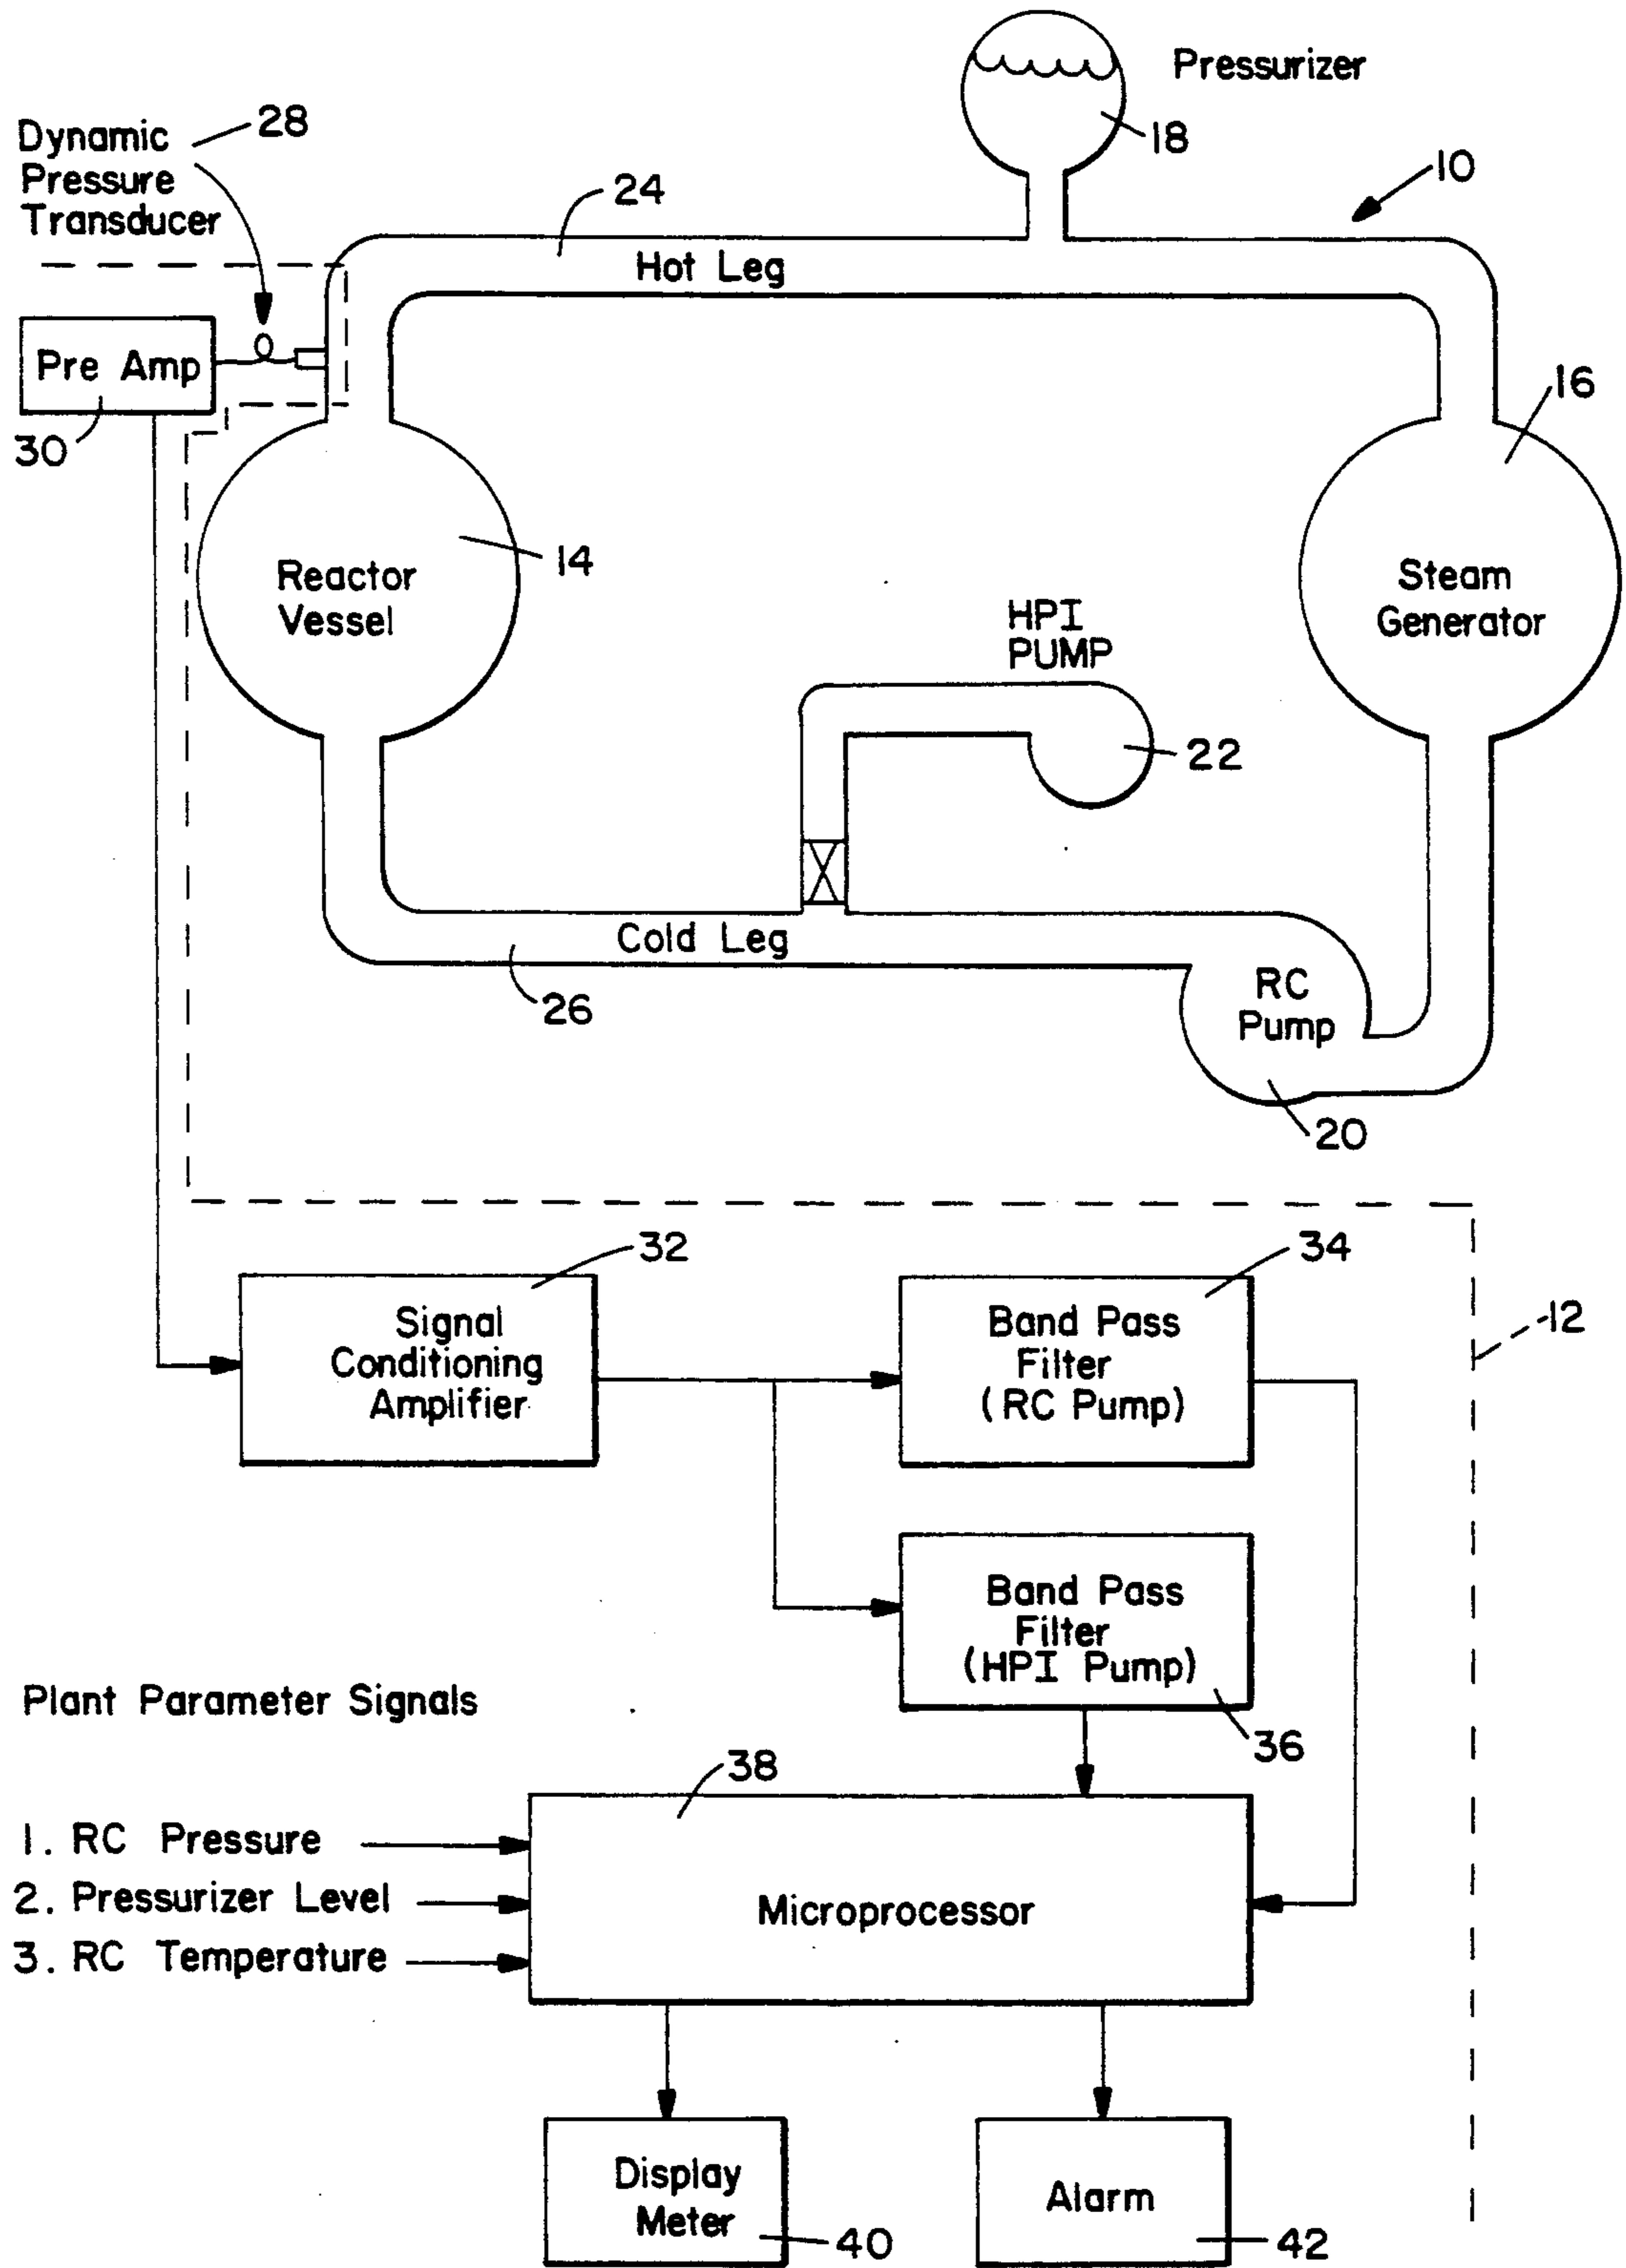 Pressurizer
18
10
Dynamic
Pressure
Transducer
28
24
Hot Leg
Pre Amp
30
16
14
Reactor
Vessel
Steam
Generator
HPI
PUMP
22
Cold Leg
26
RC
Pump
20
32
34
12
Signal
Conditioning
Amplifier
Band Pass
Filter
(RC Pump)
Band Pass
Filter
(HPI Pump)
36
Plant Parameter Signals
38
1. RC Pressure
2. Pressurizer Level
3. RC Temperature
Microprocessor
Display
Meter
40
Alarm
42